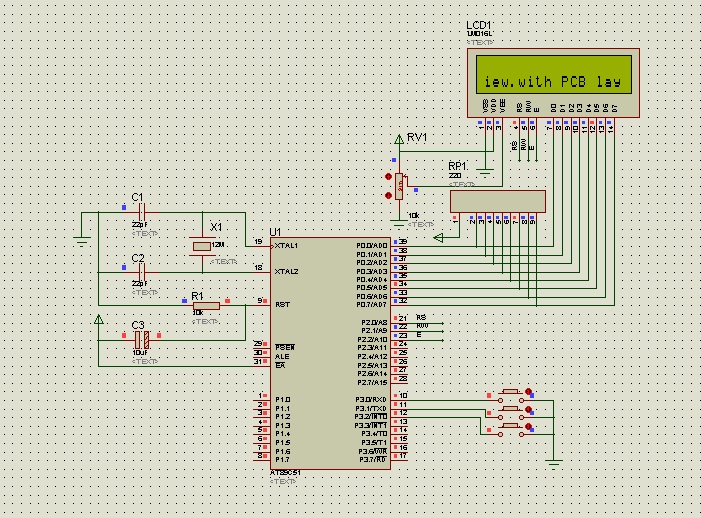 LCD1
LM016L
<TEXT>
iew.with PCB lay
VSS VDD VEE RS RW E D0 D1 D2 D3 D4 D5 D6 D7
1 2 3 4 5 6 7 8 9 10 11 12 13 14
RS RW E
RV1
10k
<TEXT>
RP1
220
<TEXT>
1 2 3 4 5 6 7 8 9
C1
22pF
<TEXT>
X1
12M
<TEXT>
C2
22pF
<TEXT>
R1
10k
<TEXT>
C3
10uF
<TEXT>
U1
19 XTAL1
18 XTAL2
9 RST
29 PSEN
30 ALE
31 EA
1 P1.0
2 P1.1
3 P1.2
4 P1.3
5 P1.4
6 P1.5
7 P1.6
8 P1.7
P0.0/AD0 39
P0.1/AD1 38
P0.2/AD2 37
P0.3/AD3 36
P0.4/AD4 35
P0.5/AD5 34
P0.6/AD6 33
P0.7/AD7 32
P2.0/A8 21 RS
P2.1/A9 22 RW
P2.2/A10 23 E
P2.3/A11 24
P2.4/A12 25
P2.5/A13 26
P2.6/A14 27
P2.7/A15 28
P3.0/RXD 10
P3.1/TXD 11
P3.2/INT0 12
P3.3/INT1 13
P3.4/T0 14
P3.5/T1 15
P3.6/WR 16
P3.7/RD 17
AT89C51
<TEXT>